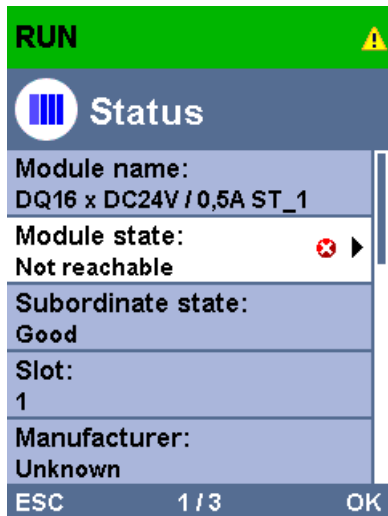 RUN
Status
Module name:
DQ16 x DC24V / 0,5A ST_1
Module state:
Not reachable
Subordinate state:
Good
Slot:
1
Manufacturer:
Unknown
ESC 1 / 3 OK